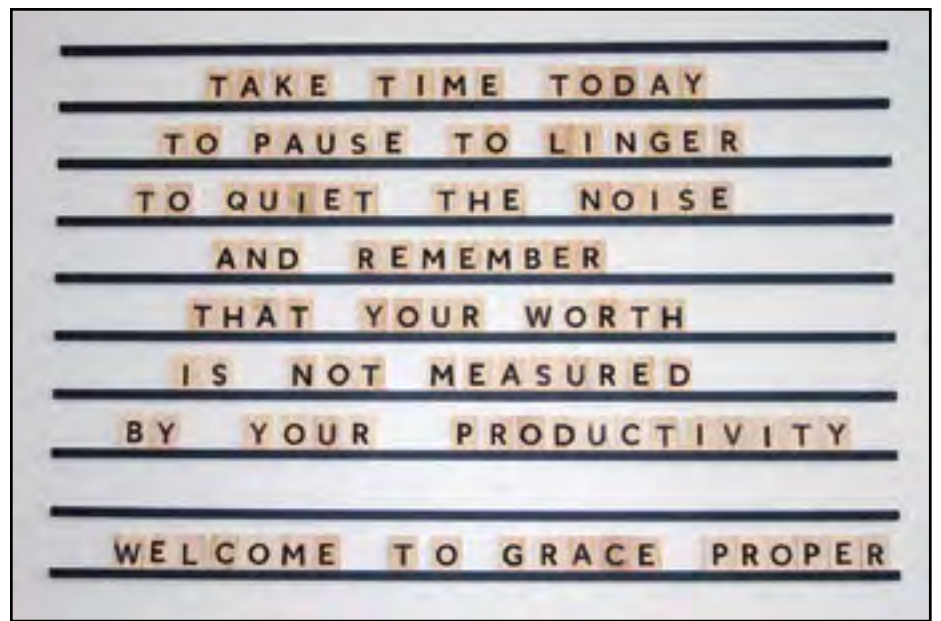 TAKE TIME TODAY
TO PAUSE TO LINGER
TO QUIET THE NOISE
AND REMEMBER
THAT YOUR WORTH
IS NOT MEASURED
BY YOUR PRODUCTIVITY
WELCOME TO GRACE PROPER